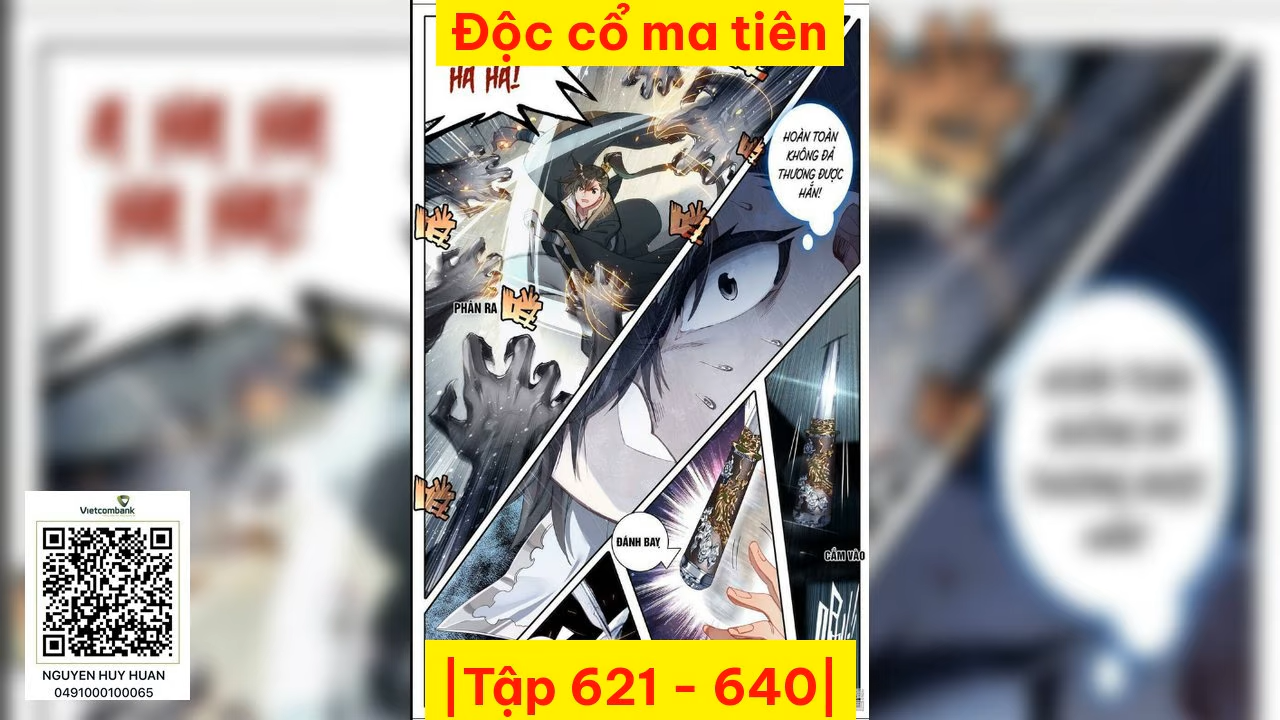 Độc cổ ma tiên
HA HA!
HOÀN TOÀN
KHÔNG ĐẢ
THƯƠNG ĐƯỢC
HẮN!
PHÂN RA
ĐÁNH BAY
CẮM VÀO
|Tập 621 - 640|
Vietcombank
NGUYEN HUY HUAN
0491000100065